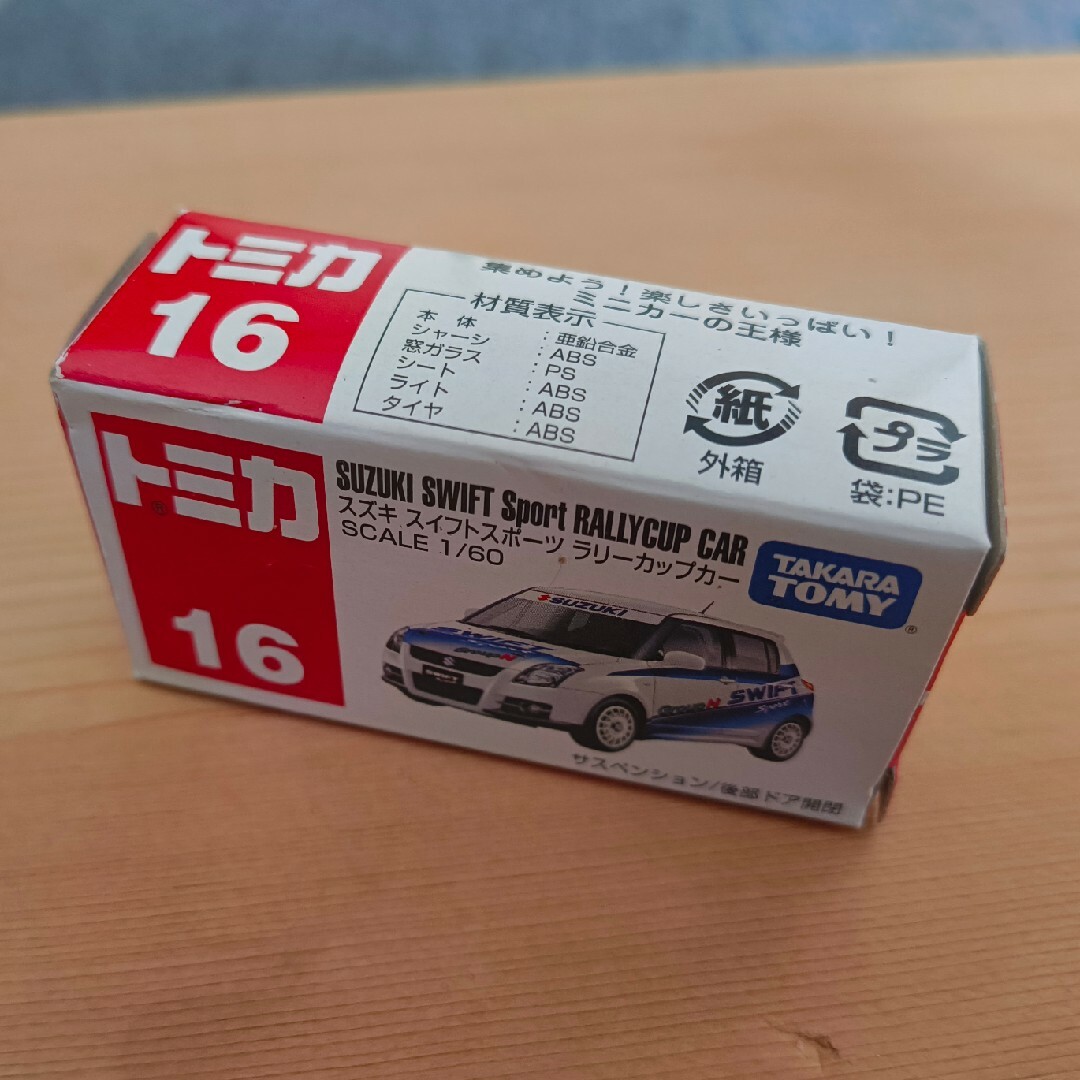 トミカ
16
集めよう！楽しさいっぱい！
ミニカーの王様
材質表示
本体：亜鉛合金
シャーシ：ABS
窓ガラス：PS
シート：ABS
ライト：ABS
タイヤ：ABS
紙
外箱
プラ
袋:PE
トミカ®
16
SUZUKI SWIFT Sport RALLYCUP CAR
スズキ スイフトスポーツ ラリーカップカー
SCALE 1/60
TAKARA
TOMY®
SUZUKI
SWIFT
GroupN
GroupN
SWIFT
サスペンション/後部ドア開閉